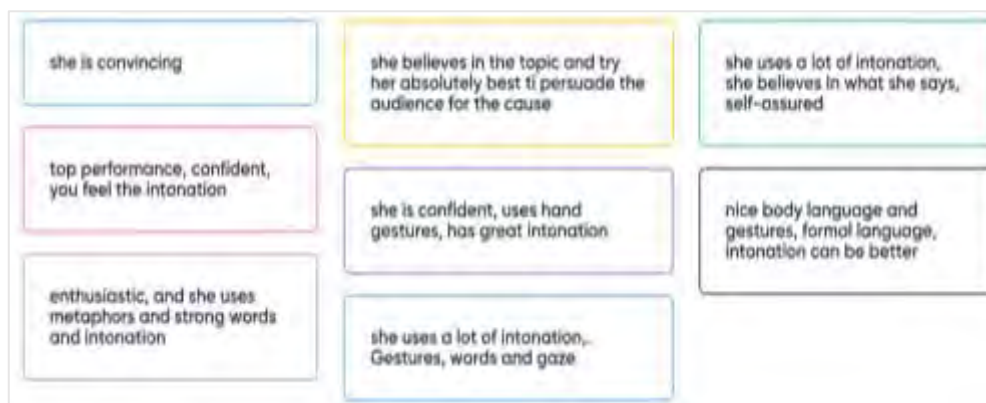 she is convincing
top performance, confident,
you feel the intonation
enthusiastic, and she uses
metaphors and strong words
and intonation
she believes in the topic and try
her absolutely best ti persuade the
audience for the cause
she is confident, uses hand
gestures, has great intonation
she uses a lot of intonation,.
Gestures, words and gaze
she uses a lot of intonation,
she believes in what she says,
self-assured
nice body language and
gestures, formal language,
intonation can be better